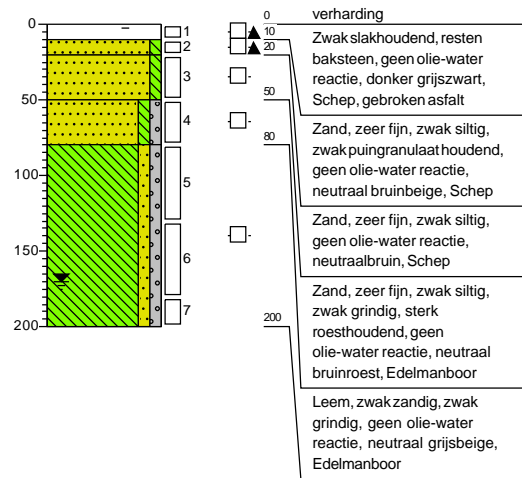 0
50
100
150
200
1
2
3
4
5
6
7
0
10
20
50
80
200
verharding
Zwak slakhoudend, resten
baksteen, geen olie-water
reactie, donker grijszwart,
Schep, gebroken asfalt
Zand, zeer fijn, zwak siltig,
zwak puingranulaat houdend,
geen olie-water reactie,
neutraal bruinbeige, Schep
Zand, zeer fijn, zwak siltig,
geen olie-water reactie,
neutraalbruin, Schep
Zand, zeer fijn, zwak siltig,
zwak grindig, sterk
roesthoudend, geen
olie-water reactie, neutraal
bruinroest, Edelmanboor
Leem, zwak zandig, zwak
grindig, geen olie-water
reactie, neutraal grijsbeige,
Edelmanboor